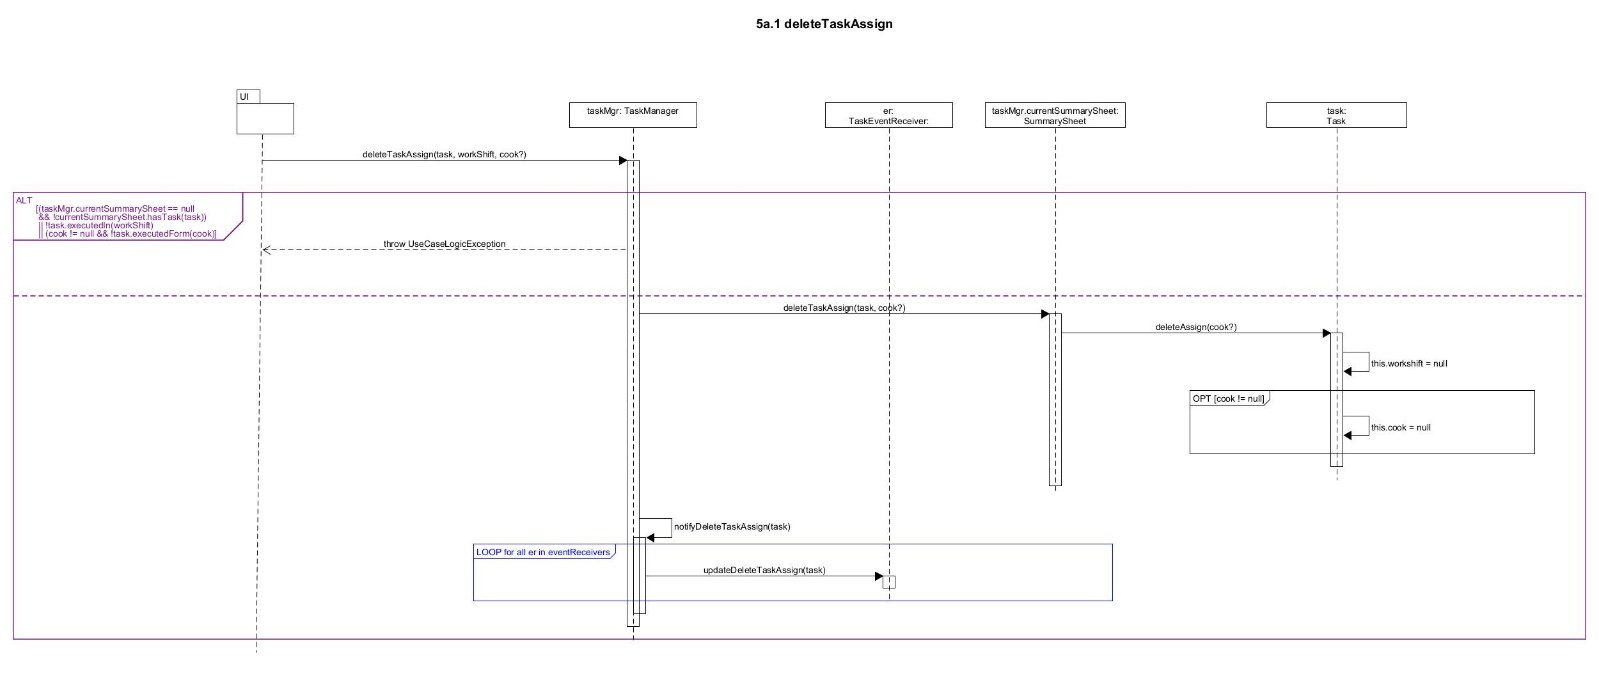 5a.1 deleteTaskAssign
UI
taskMgr: TaskManager
er:
TaskEventReceiver:
taskMgr.currentSummarySheet:
SummarySheet
task:
Task
deleteTaskAssign(task, workShift, cook?)
ALT
[(taskMgr.currentSummarySheet == null
&& !currentSummarySheet.hasTask(task))
|| !task.executedIn(workShift)
|| (cook != null && !task.executedForm(cook)]
throw UseCaseLogicException
deleteTaskAssign(task, cook?)
deleteAssign(cook?)
this.workshift = null
OPT [cook != null]
this.cook = null
notifyDeleteTaskAssign(task)
LOOP for all er in eventReceivers
updateDeleteTaskAssign(task)